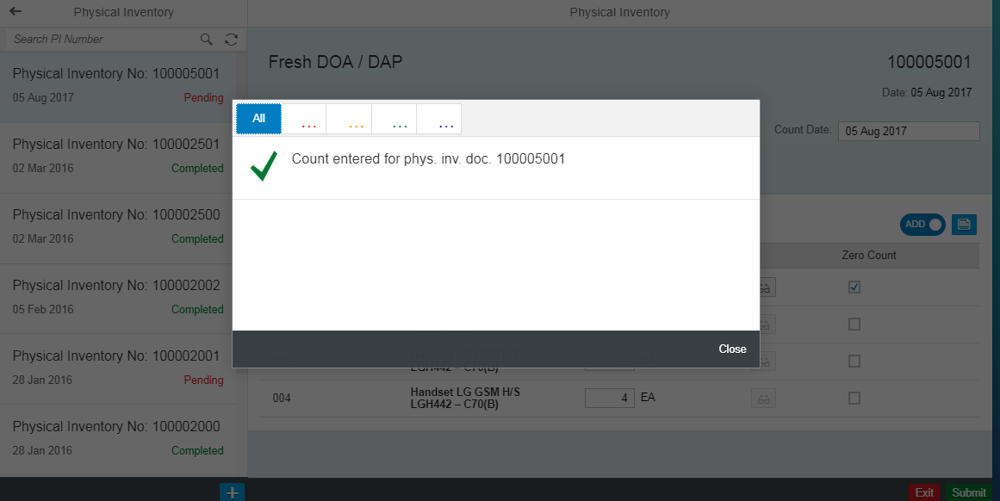 Physical Inventory
Physical Inventory
Search PI Number
Physical Inventory No: 100005001
05 Aug 2017
Pending
Physical Inventory No: 100002501
02 Mar 2016
Completed
Physical Inventory No: 100002500
02 Mar 2016
Completed
Physical Inventory No: 100002002
05 Feb 2016
Completed
Physical Inventory No: 100002001
28 Jan 2016
Pending
Physical Inventory No: 100002000
28 Jan 2016
Completed
Fresh DOA / DAP
100005001
Date: 05 Aug 2017
Count Date: 05 Aug 2017
All ... ... ... ...
Count entered for phys. inv. doc. 100005001
Close
ADD
Zero Count
LGH442 – C70(B)
004
Handset LG GSM H/S
LGH442 – C70(B)
4 EA
Exit
Submit